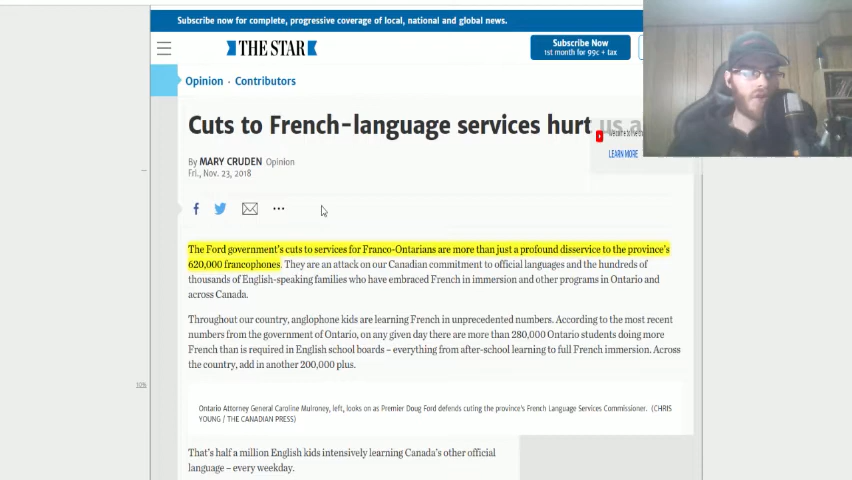 Subscribe now for complete, progressive coverage of local, national and global news.
THE STAR
Subscribe Now
1st month for 99¢ + tax
Opinion · Contributors
Cuts to French-language services hurt us a
By MARY CRUDEN Opinion
Fri., Nov. 23, 2018
LEARN MORE
The Ford government's cuts to services for Franco-Ontarians are more than just a profound disservice to the province's
620,000 francophones. They are an attack on our Canadian commitment to official languages and the hundreds of
thousands of English-speaking families who have embraced French in immersion and other programs in Ontario and
across Canada.
Throughout our country, anglophone kids are learning French in unprecedented numbers. According to the most recent
numbers from the government of Ontario, on any given day there are more than 280,000 Ontario students doing more
French than is required in English school boards – everything from after-school learning to full French immersion. Across
the country, add in another 200,000 plus.
Ontario Attorney General Caroline Mulroney, left, looks on as Premier Doug Ford defends cuting the province's French Language Services Commissioner. (CHRIS
YOUNG / THE CANADIAN PRESS)
That's half a million English kids intensively learning Canada's other official
language – every weekday.